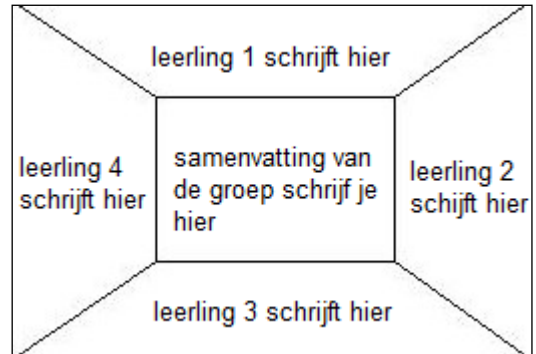 leerling 1 schrijft hier
leerling 4
schrijft hier
samenvatting van
de groep schrijf je
hier
leerling 2
schijft hier
leerling 3 schrijft hier